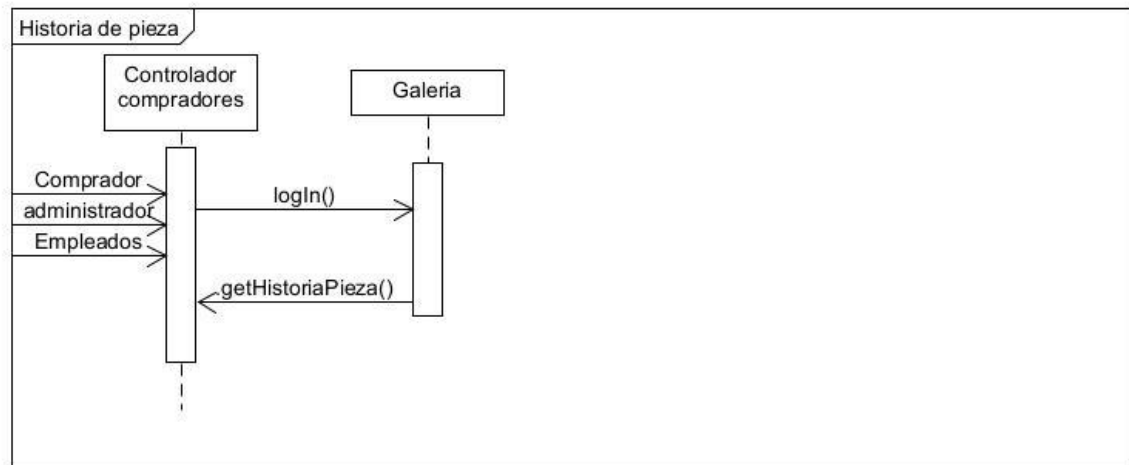 Historia de pieza
Controlador
compradores
Galeria
Comprador
administrador
logIn()
Empleados
getHistoriaPieza()